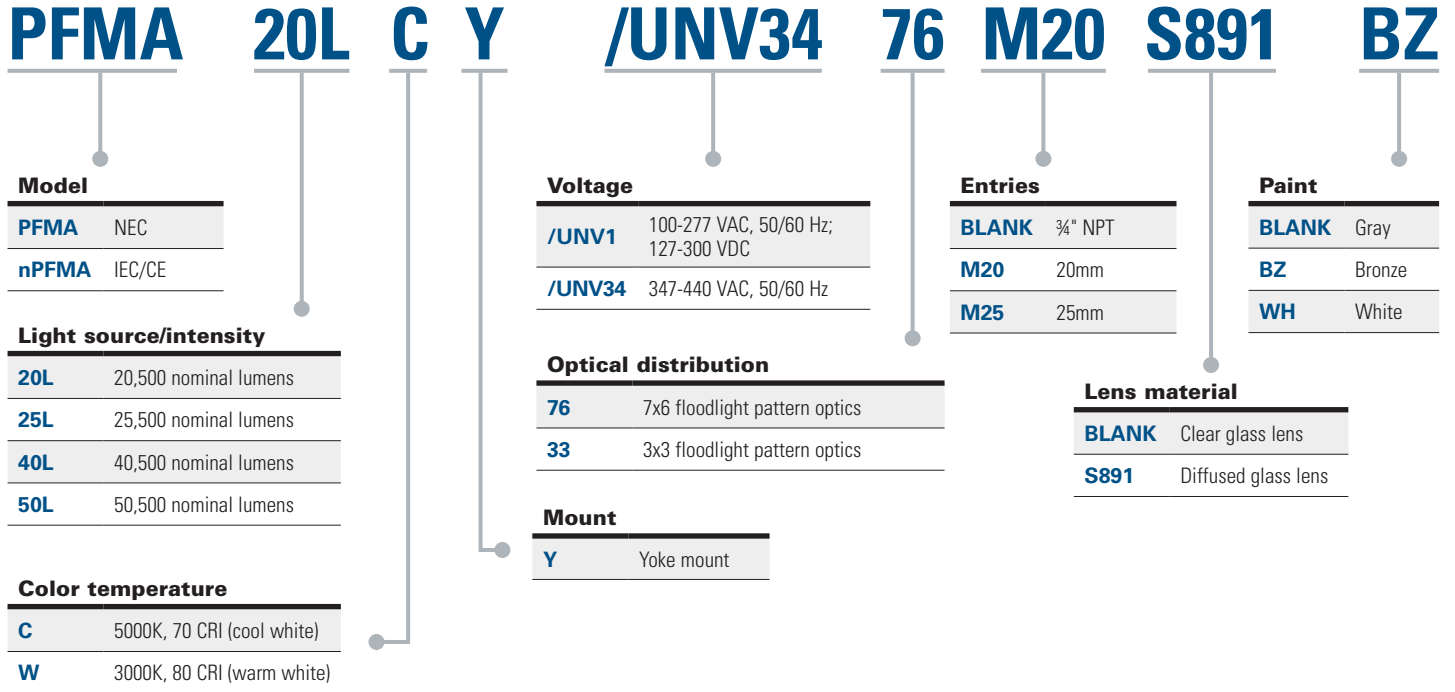 PFMA 20L C Y /UNV34 76 M20 S891 BZ
Model
PFMA NEC
nPFMA IEC/CE
Light source/intensity
20L 20,500 nominal lumens
25L 25,500 nominal lumens
40L 40,500 nominal lumens
50L 50,500 nominal lumens
Color temperature
C 5000K, 70 CRI (cool white)
W 3000K, 80 CRI (warm white)
Voltage
/UNV1 100-277 VAC, 50/60 Hz;
127-300 VDC
/UNV34 347-440 VAC, 50/60 Hz
Optical distribution
76 7x6 floodlight pattern optics
33 3x3 floodlight pattern optics
Mount
Y Yoke mount
Entries
BLANK ¾" NPT
M20 20mm
M25 25mm
Lens material
BLANK Clear glass lens
S891 Diffused glass lens
Paint
BLANK Gray
BZ Bronze
WH White